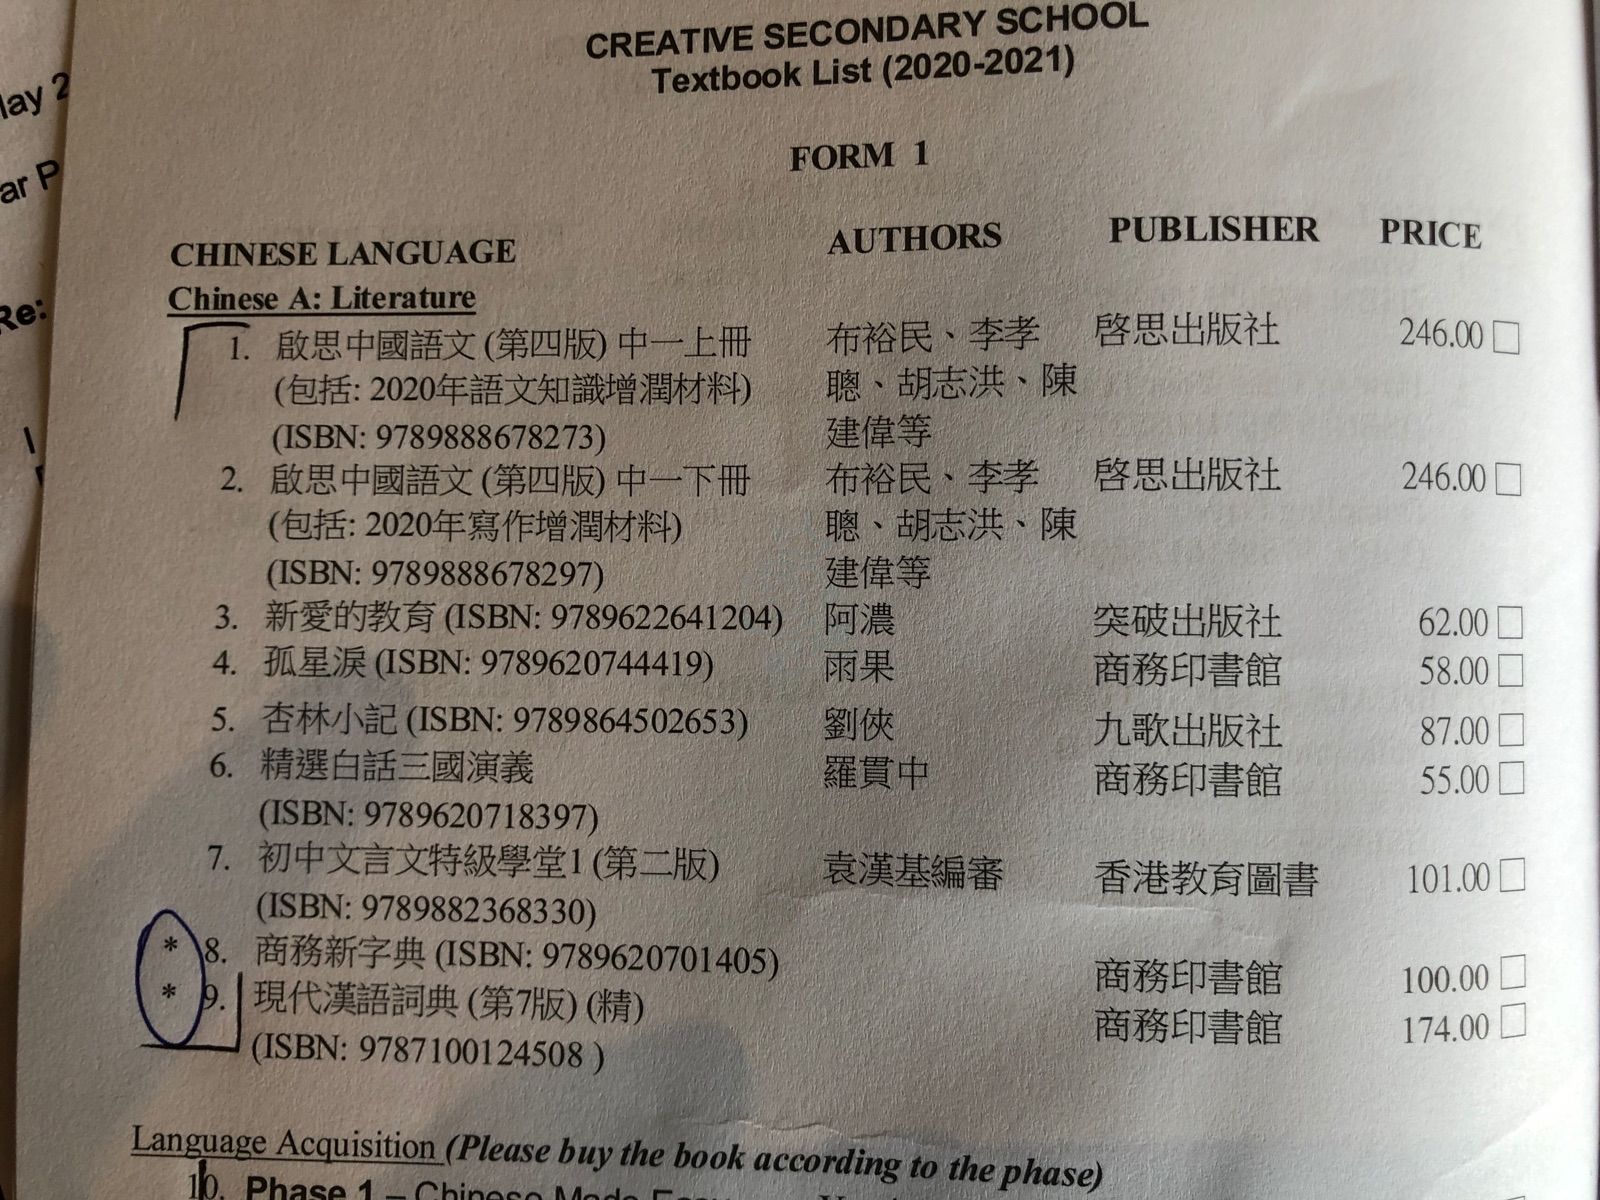 CREATIVE SECONDARY SCHOOL
Textbook List (2020-2021)
FORM 1
CHINESE LANGUAGE AUTHORS PUBLISHER PRICE
Chinese A: Literature
1. 啟思中國語文 (第四版) 中一上冊 布裕民、李孝 啓思出版社 246.00 □
(包括: 2020年語文知識增潤材料) 聰、胡志洪、陳
(ISBN: 9789888678273) 建偉等
2. 啟思中國語文 (第四版) 中一下冊 布裕民、李孝 啓思出版社 246.00 □
(包括: 2020年寫作增潤材料) 聰、胡志洪、陳
(ISBN: 9789888678297) 建偉等
3. 新愛的教育 (ISBN: 9789622641204) 阿濃 突破出版社 62.00 □
4. 孤星淚 (ISBN: 9789620744419) 雨果 商務印書館 58.00 □
5. 杏林小記 (ISBN: 9789864502653) 劉俠 九歌出版社 87.00 □
6. 精選白話三國演義 羅貫中 商務印書館 55.00 □
(ISBN: 9789620718397)
7. 初中文言文特級學堂1 (第二版) 袁漢基編審 香港教育圖書 101.00 □
(ISBN: 9789882368330)
* 8. 商務新字典 (ISBN: 9789620701405) 商務印書館 100.00 □
* 9. 現代漢語詞典 (第7版) (精) 商務印書館 174.00 □
(ISBN: 9787100124508 )
Language Acquisition (Please buy the book according to the phase)
10. Phase 1 – Chinese Made Easy
ar P
Re: